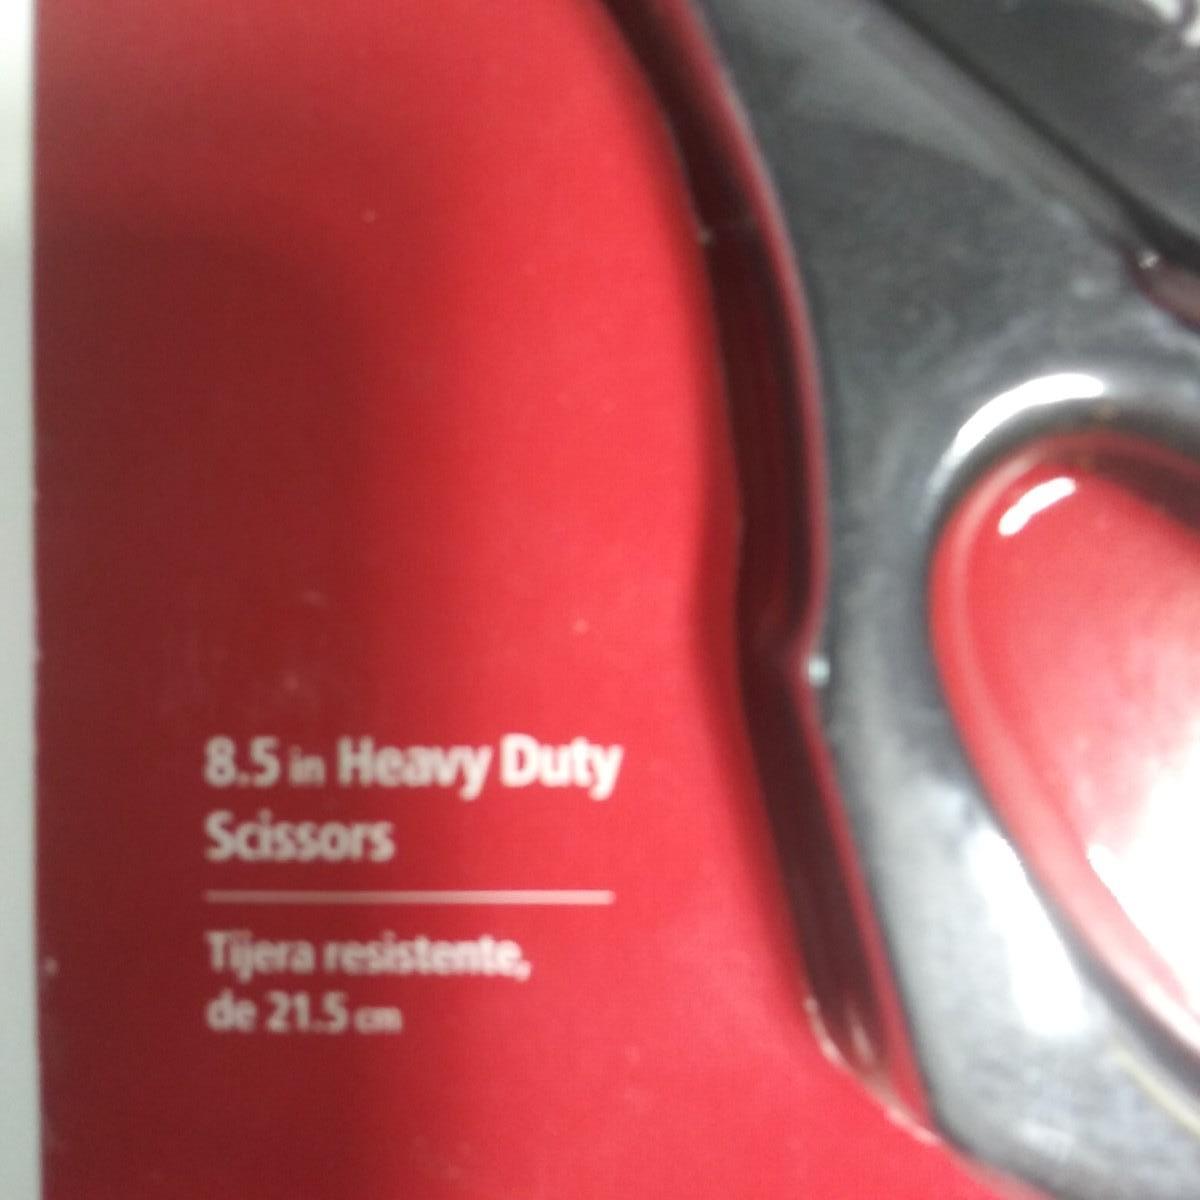 8.5 in Heavy Duty
Scissors
Tijera resistente,
de 21.5 cm